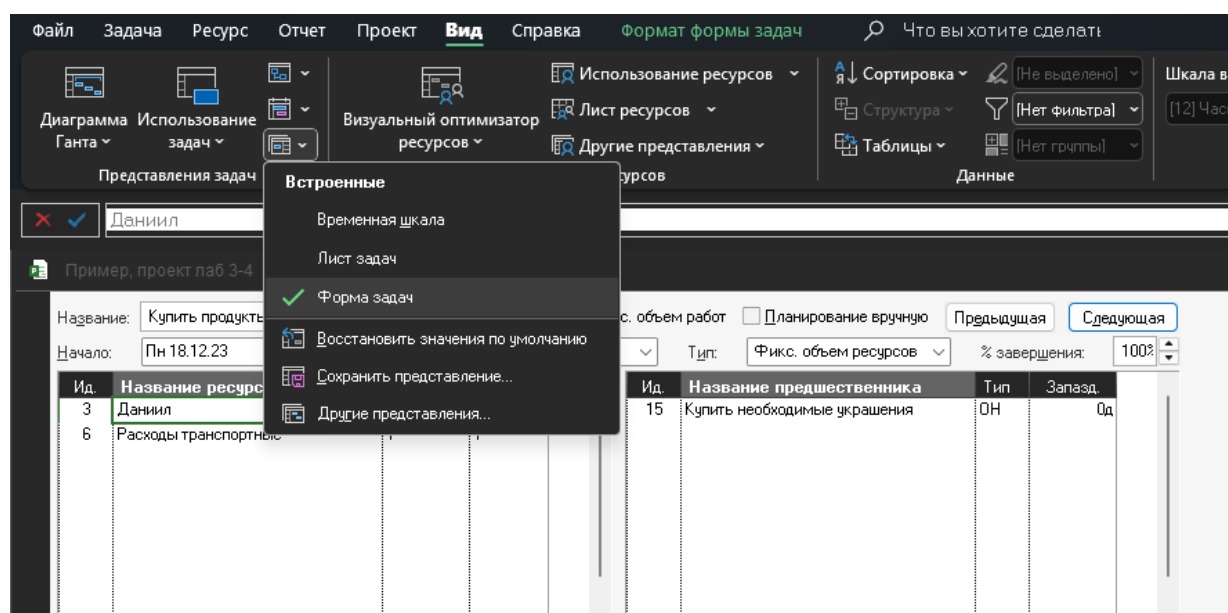 Файл Задача Ресурс Отчет Проект Вид Справка Формат формы задач Что вы хотите сделать
Диаграмма Ганта
Использование задач
Визуальный оптимизатор ресурсов
Использование ресурсов
Лист ресурсов
Другие представления
Сортировка
Структура
Таблицы
[Не выделено]
[Нет фильтра]
[Нет группы]
Шкала в
[12] Час
Представления задач
урсов
Данные
Даниил
Пример, проект лаб 3-4
Встроенные
Временная шкала
Лист задач
Форма задач
Восстановить значения по умолчанию
Сохранить представление...
Другие представления...
Название: Купить продукты с. объем работ Планирование вручную Предыдущая Следующая
Начало: Пн 18.12.23 Тип: Фикс. объем ресурсов % завершения: 100%
Ид. Название ресурс Ид. Название предшественника Тип Запазд.
3 Даниил 15 Купить необходимые украшения ОН 0д
6 Расходы транспортные